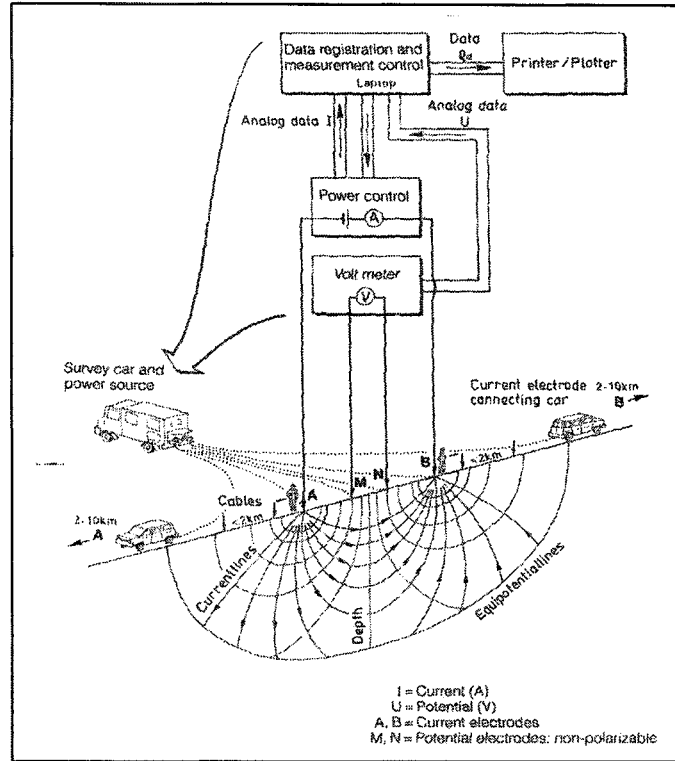 Data registration and
measurement control
Laptop
Data
ϱa
Printer/Plotter
Analog data I
Analog data
U
Power control
A
Volt meter
V
Survey car and
power source
Current electrode
connecting car
2-10km
B
Cables
<2km
A
M
N
B
<2km
2-10km
A
Currentlines
Depth
Equipotentiallines
I = Current (A)
U = Potential (V)
A, B = Current electrodes
M, N = Potential electrodes: non-polarizable